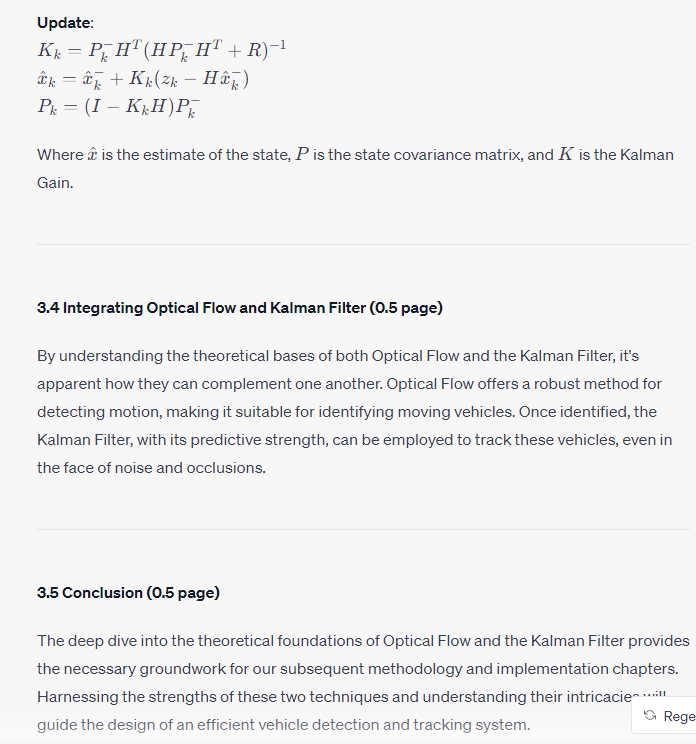 Update:
K_k = P_k^- H^T (H P_k^- H^T + R)^{-1}
x̂_k = x̂_k^- + K_k(z_k − H x̂_k^-)
P_k = (I − K_k H) P_k^-
Where x̂ is the estimate of the state, P is the state covariance matrix, and K is the Kalman
Gain.
3.4 Integrating Optical Flow and Kalman Filter (0.5 page)
By understanding the theoretical bases of both Optical Flow and the Kalman Filter, it's
apparent how they can complement one another. Optical Flow offers a robust method for
detecting motion, making it suitable for identifying moving vehicles. Once identified, the
Kalman Filter, with its predictive strength, can be employed to track these vehicles, even in
the face of noise and occlusions.
3.5 Conclusion (0.5 page)
The deep dive into the theoretical foundations of Optical Flow and the Kalman Filter provides
the necessary groundwork for our subsequent methodology and implementation chapters.
Harnessing the strengths of these two techniques and understanding their intricacies will
guide the design of an efficient vehicle detection and tracking system.
Rege